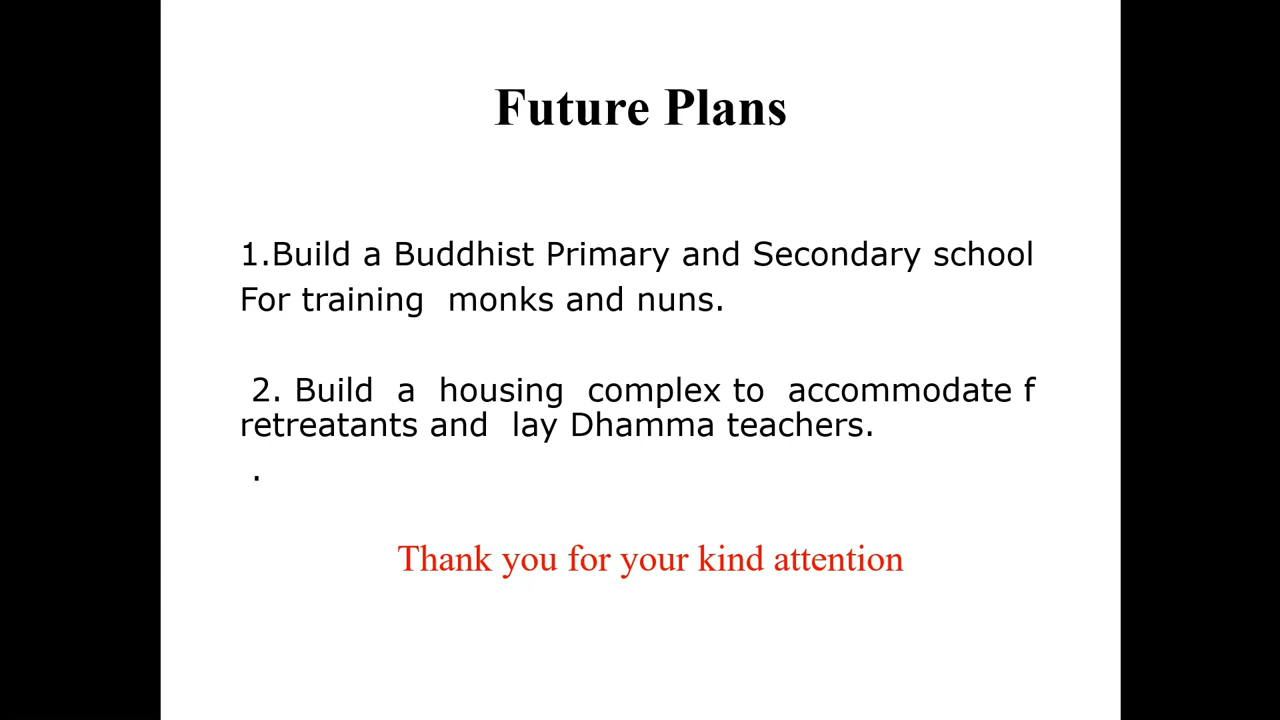 Future Plans
1.Build a Buddhist Primary and Secondary school
For training  monks and nuns.
2. Build  a  housing  complex to  accommodate f
retreatants and  lay Dhamma teachers.
.
Thank you for your kind attention